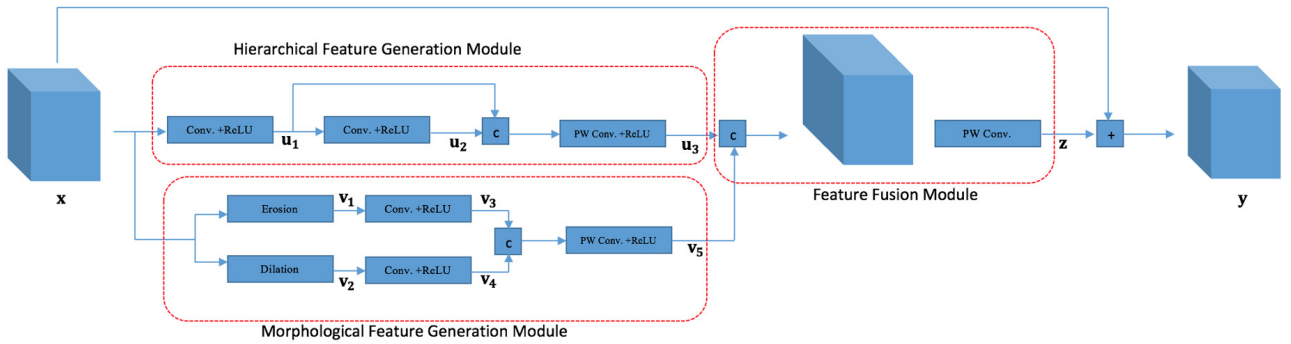 Hierarchical Feature Generation Module
Conv. +ReLU
u₁
Conv. +ReLU
u₂
C
PW Conv. +ReLU
u₃
C
PW Conv.
z
+
x
y
Feature Fusion Module
Erosion
v₁
Conv. +ReLU
v₃
C
PW Conv. +ReLU
v₅
Dilation
v₂
Conv. +ReLU
v₄
Morphological Feature Generation Module